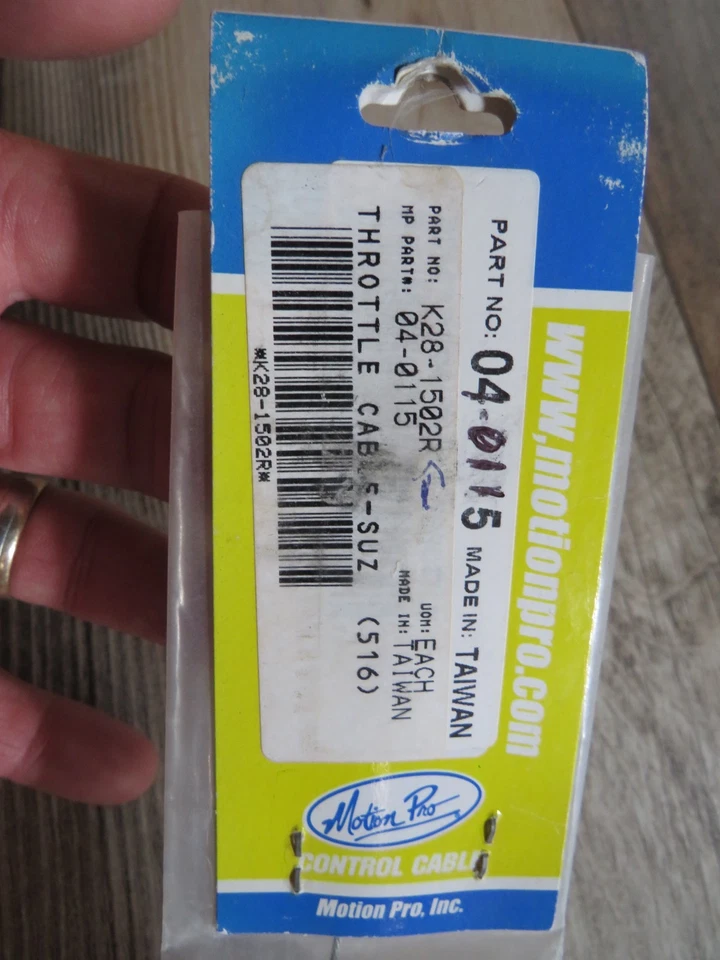 www.motionpro.com
PART NO: 04-0115 MADE IN: TAIWAN
PART NO: K28-1502R UOM: EACH
MP PART#: 04-0115 MADE IN: TAIWAN
THROTTLE CABLE-SUZ (516)
*K28-1502R*
Motion Pro
CONTROL CABLE
Motion Pro, Inc.